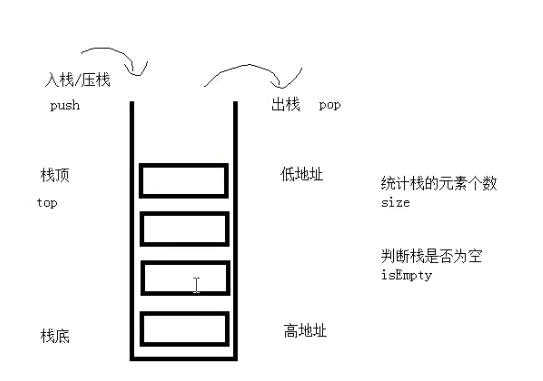 入栈/压栈
push
出栈 pop
栈顶
top
低地址
统计栈的元素个数
size
判断栈是否为空
isEmpty
栈底
高地址